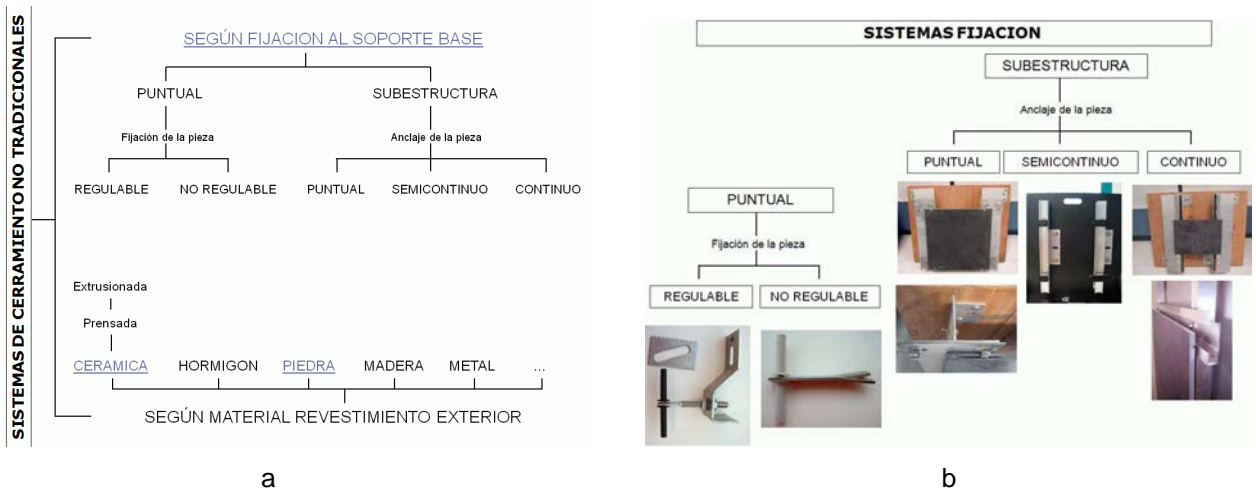 SISTEMAS DE CERRAMIENTO NO TRADICIONALES
SEGÚN FIJACION AL SOPORTE BASE
PUNTUAL
SUBESTRUCTURA
Fijación de la pieza
Anclaje de la pieza
REGULABLE
NO REGULABLE
PUNTUAL
SEMICONTINUO
CONTINUO
Extrusionada
Prensada
CERAMICA
HORMIGON
PIEDRA
MADERA
METAL
...
SEGÚN MATERIAL REVESTIMIENTO EXTERIOR
a
SISTEMAS FIJACION
SUBESTRUCTURA
Anclaje de la pieza
PUNTUAL
SEMICONTINUO
CONTINUO
PUNTUAL
Fijación de la pieza
REGULABLE
NO REGULABLE
b